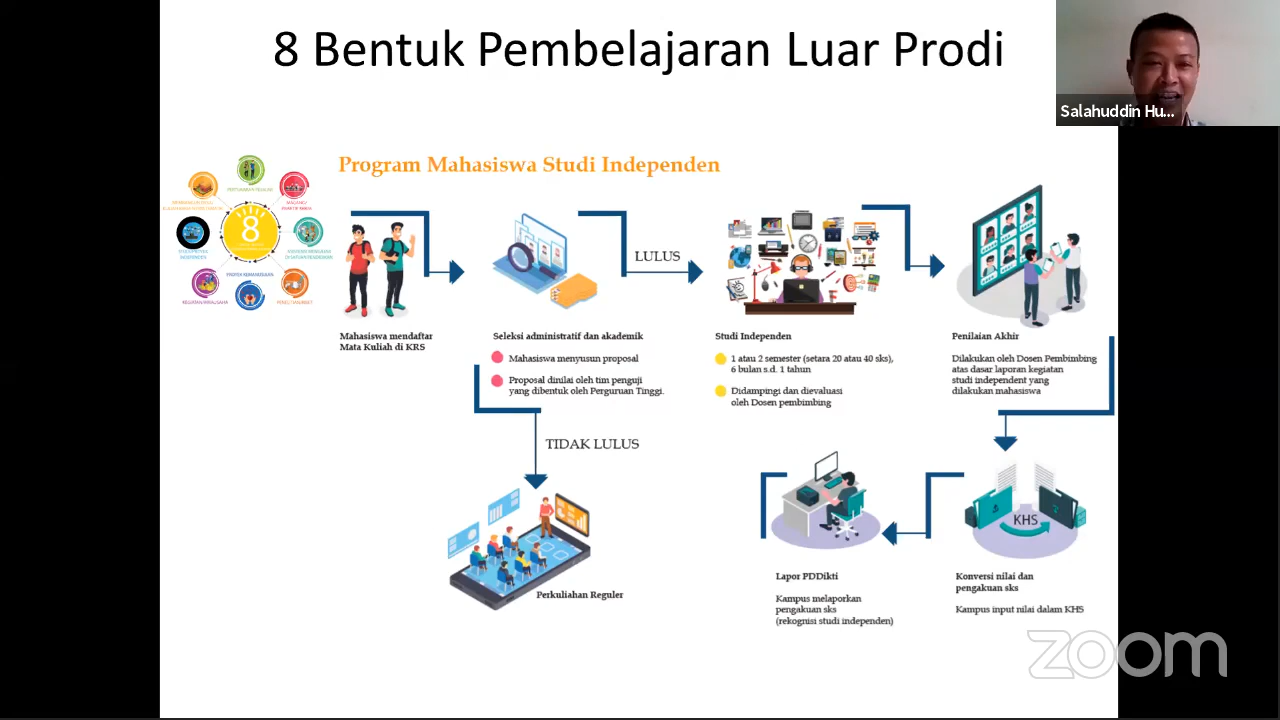 8 Bentuk Pembelajaran Luar Prodi
Salahuddin Hu...
Program Mahasiswa Studi Independen
8
LULUS
Mahasiswa mendaftar
Mata Kuliah di KRS
Seleksi administratif dan akademik
Mahasiswa menyusun proposal
Proposal dinilai oleh tim penguji
yang dibentuk oleh Perguruan Tinggi.
Studi Independen
1 atau 2 semester (setara 20 atau 40 sks),
6 bulan s.d. 1 tahun
Didampingi dan dievaluasi
oleh Dosen pembimbing
Penilaian Akhir
Dilakukan oleh Dosen Pembimbing
atas dasar laporan kegiatan
studi independent yang
dilakukan mahasiswa
TIDAK LULUS
Perkuliahan Reguler
KHS
Konversi nilai dan
pengakuan sks
Kampus input nilai dalam KHS
Lapor PDDikti
Kampus melaporkan
pengakuan sks
(rekognisi studi independen)
zoom